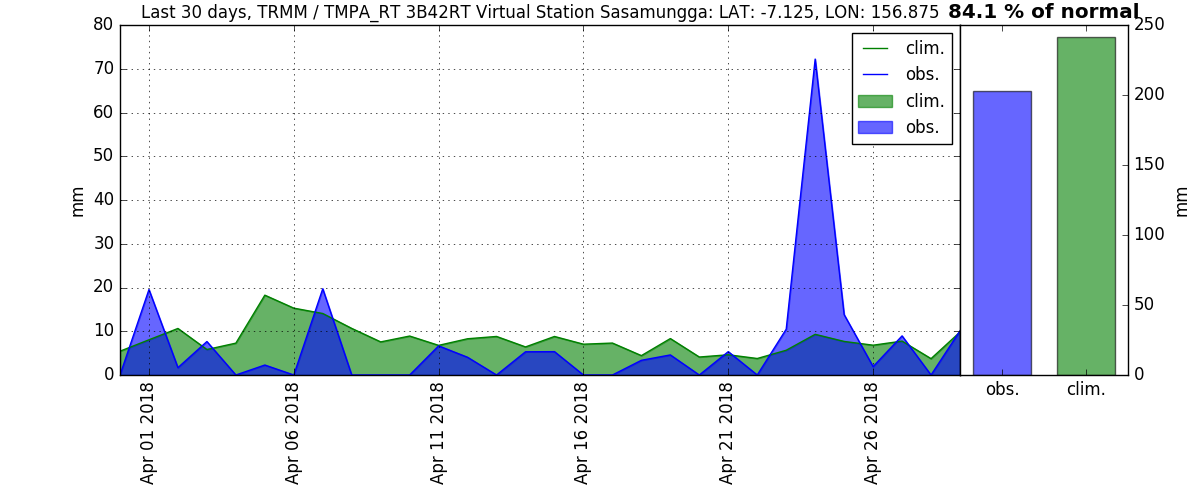 Last 30 days, TRMM / TMPA_RT 3B42RT Virtual Station Sasamungga: LAT: -7.125, LON: 156.875
84.1 % of normal
80
70
60
50
40
30
20
10
0
mm
clim.
obs.
clim.
obs.
250
200
150
100
50
0
mm
Apr 01 2018
Apr 06 2018
Apr 11 2018
Apr 16 2018
Apr 21 2018
Apr 26 2018
obs.
clim.